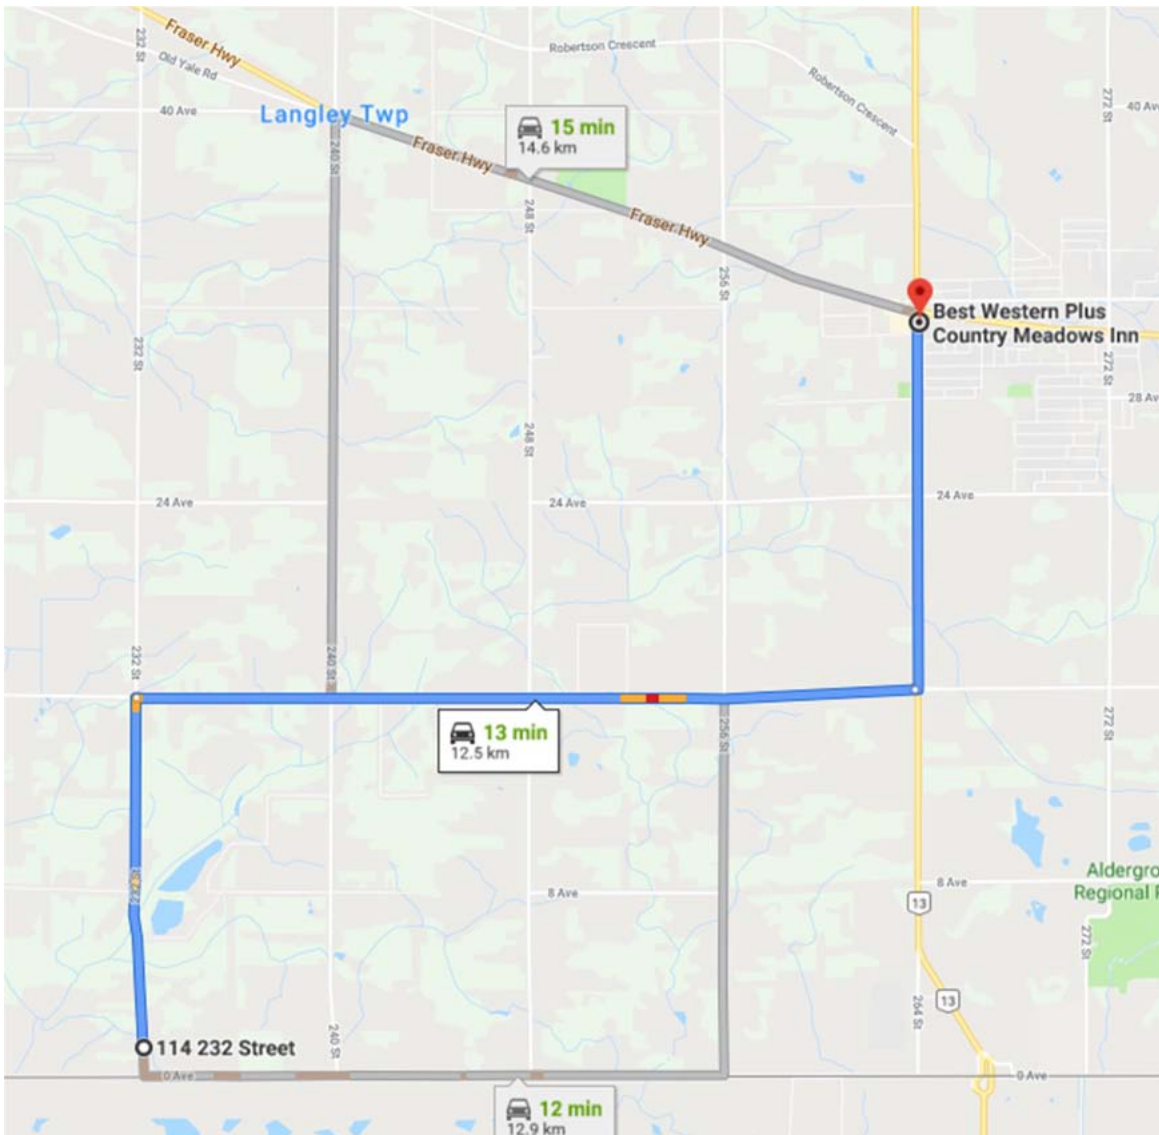 Fraser Hwy
232 St
Old Yale Rd
Robertson Crescent
Robertson Crescent
272 St
40 Ave
Langley Twp
40 Ave
240 St
Fraser Hwy
15 min
14.6 km
248 St
Fraser Hwy
256 St
Best Western Plus
Country Meadows Inn
232 St
272 St
28 Av
248 St
24 Ave
24 Ave
24 Ave
232 St
240 St
13 min
12.5 km
256 St
272 St
8 Ave
8 Ave
Aldergro
Regional P
13
272 St
13
264 St
240 St
114 232 Street
0 Ave
0 Ave
12 min
12.9 km